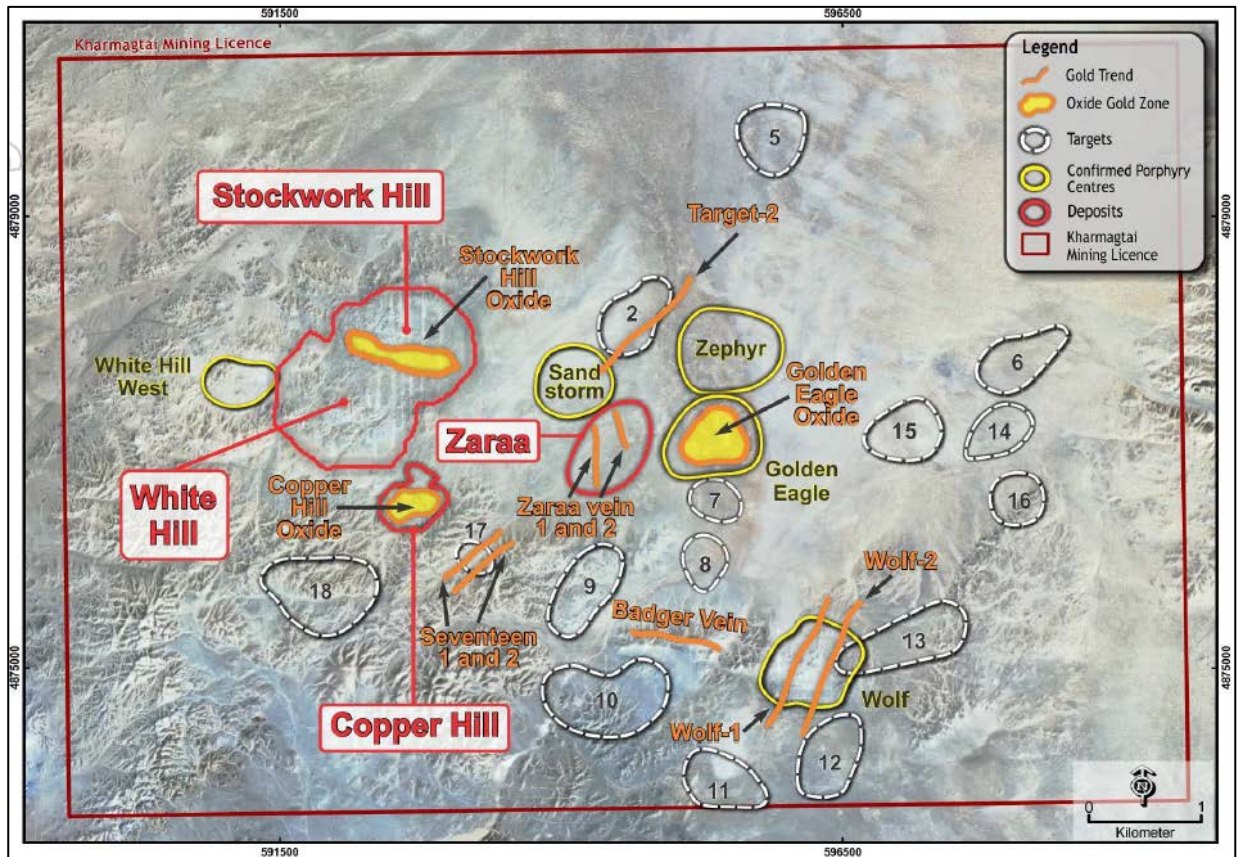 591500
596500
Kharmagtai Mining Licence
Legend
Gold Trend
Oxide Gold Zone
Targets
Confirmed Porphyry
Centres
Deposits
Kharmagtai
Mining Licence
5
4879000
4879000
Stockwork Hill
Target-2
Stockwork
Hill
Oxide
2
White Hill
West
Sand
storm
Zephyr
6
Golden
Eagle
Oxide
15
14
Zaraa
Golden
Eagle
White
Hill
Copper
Hill
Oxide
Zaraa vein
1 and 2
7
16
17
8
Wolf-2
18
9
Badger Vein
13
Seventeen
1 and 2
4875000
4875000
10
Wolf
Copper Hill
Wolf-1
12
11
N
0
1
Kilometer
591500
596500